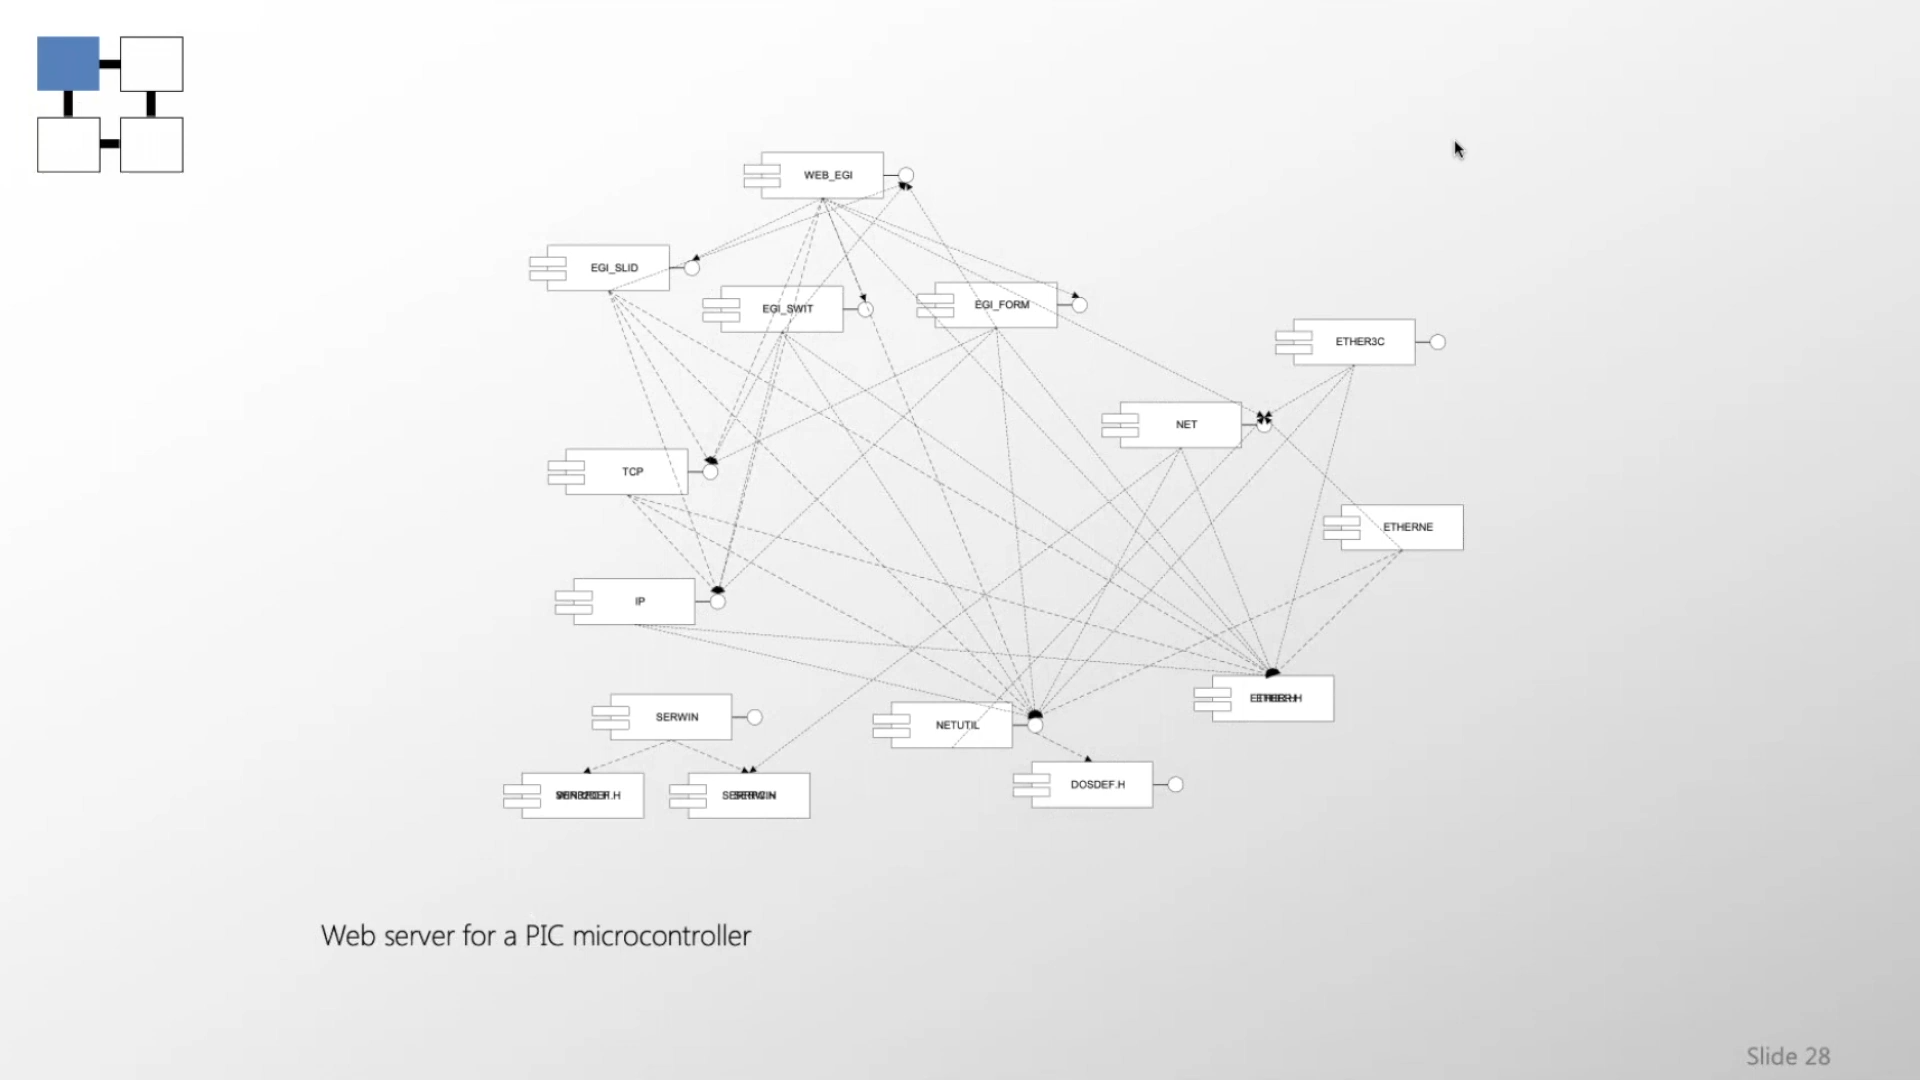 WEB_EGI
EGI_SLID
EGI_SWIT
EGI_FORM
ETHER3C
NET
TCP
ETHERNE
IP
SERWIN
NETUTIL
DOSDEF.H
Web server for a PIC microcontroller
Slide 28